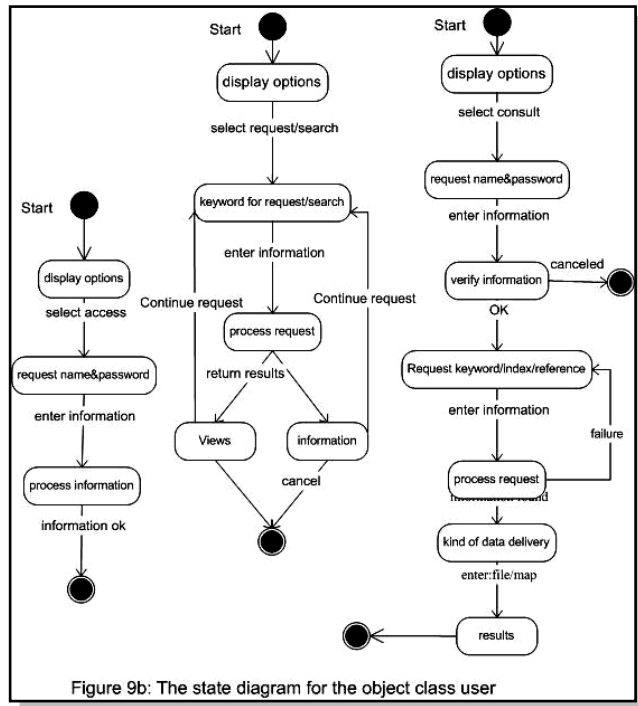 Start
display options
select access
request name&password
enter information
process information
information ok
Start
display options
select request/search
keyword for request/search
enter information
Continue request
Continue request
process request
return results
Views
information
cancel
Start
display options
select consult
request name&password
enter information
verify information
canceled
OK
Request keyword/index/reference
enter information
failure
process request
information found
kind of data delivery
enter:file/map
results
Figure 9b: The state diagram for the object class user